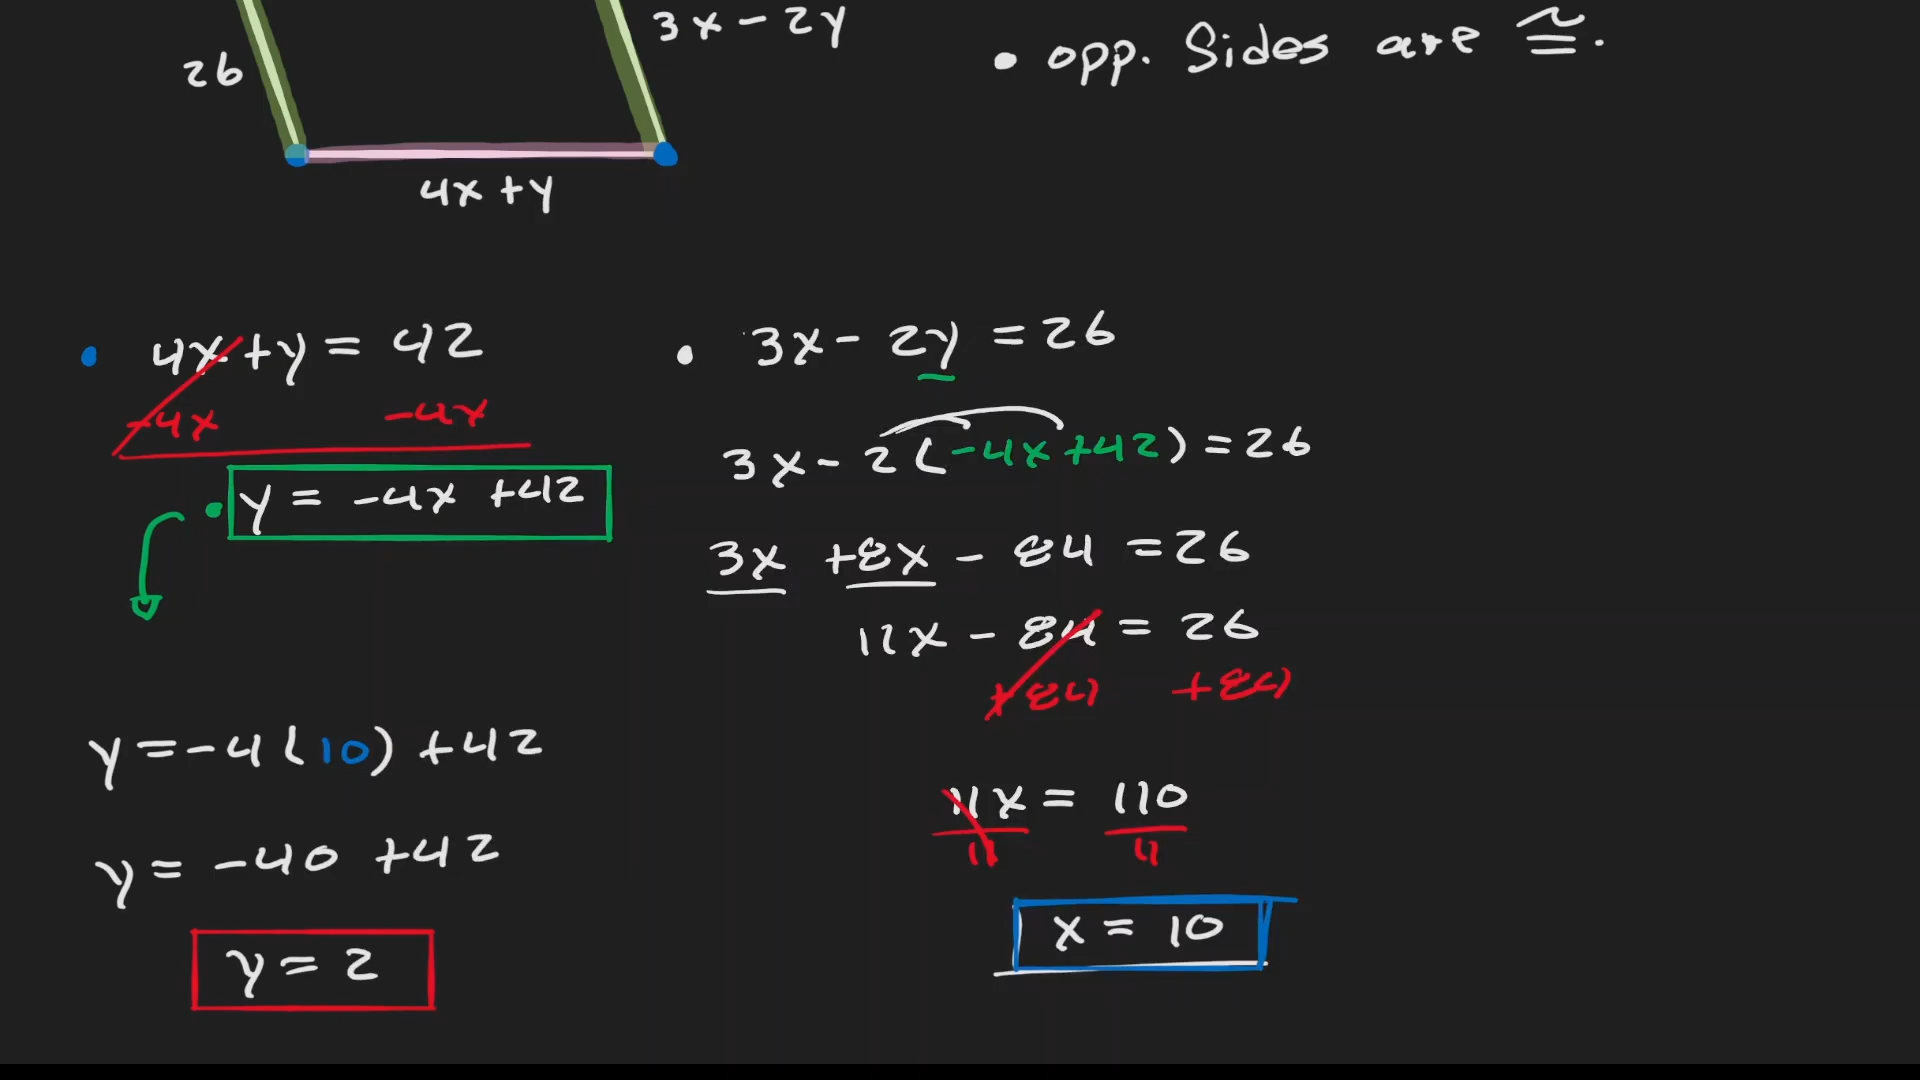 3x - 2y
• opp. Sides are ≅.
26
4x + y
• 4x + y = 42
-4x -4x
• y = -4x + 42
• 3x - 2y = 26
3x - 2(-4x + 42) = 26
3x + 8x - 84 = 26
11x - 84 = 26
+84 +84
11x = 110
11 11
x = 10
y = -4(10) + 42
y = -40 + 42
y = 2